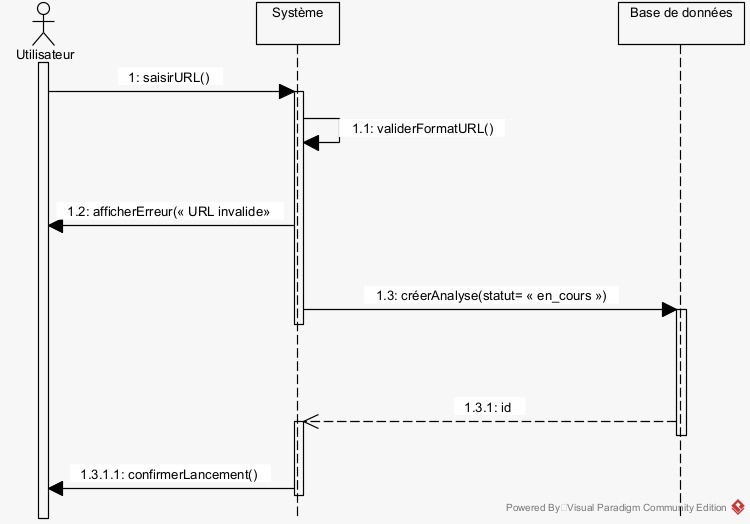 Système
Base de données
Utilisateur
1: saisirURL()
1.1: validerFormatURL()
1.2: afficherErreur(« URL invalide»
1.3: créerAnalyse(statut= « en_cours »)
1.3.1: id
1.3.1.1: confirmerLancement()
Powered By Visual Paradigm Community Edition